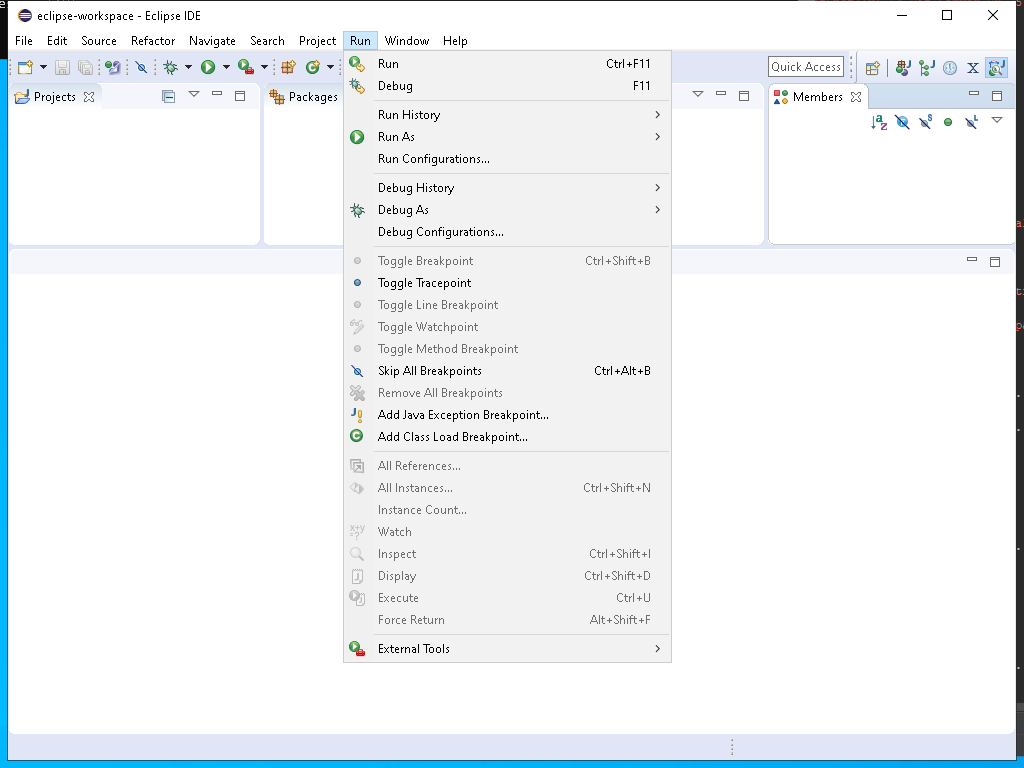 eclipse-workspace - Eclipse IDE
File Edit Source Refactor Navigate Search Project Run Window Help
Quick Access
Projects
Packages
Members
Run Ctrl+F11
Debug F11
Run History
Run As
Run Configurations...
Debug History
Debug As
Debug Configurations...
Toggle Breakpoint Ctrl+Shift+B
Toggle Tracepoint
Toggle Line Breakpoint
Toggle Watchpoint
Toggle Method Breakpoint
Skip All Breakpoints Ctrl+Alt+B
Remove All Breakpoints
Add Java Exception Breakpoint...
Add Class Load Breakpoint...
All References...
All Instances... Ctrl+Shift+N
Instance Count...
Watch
Inspect Ctrl+Shift+I
Display Ctrl+Shift+D
Execute Ctrl+U
Force Return Alt+Shift+F
External Tools